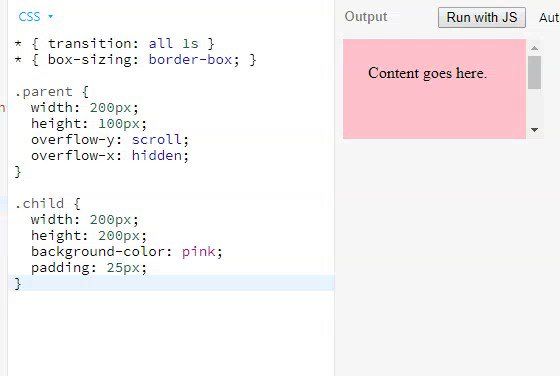 CSS
* { transition: all 1s }
* { box-sizing: border-box; }
.parent {
width: 200px;
height: 100px;
overflow-y: scroll;
overflow-x: hidden;
}
.child {
width: 200px;
height: 200px;
background-color: pink;
padding: 25px;
}
Output
Run with JS
Aut
Content goes here.